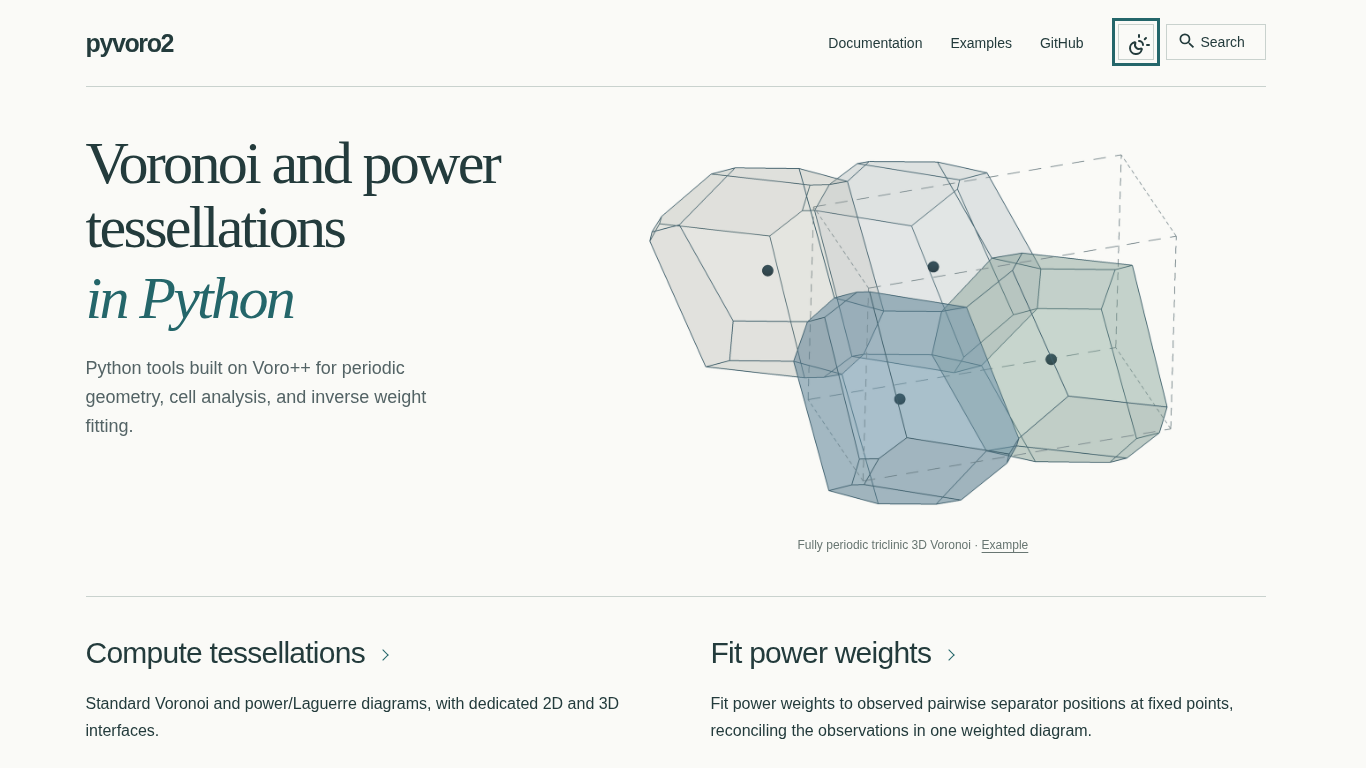 pyvoro2
Documentation
Examples
GitHub
Search
Voronoi and power
tessellations
in Python
Python tools built on Voro++ for periodic
geometry, cell analysis, and inverse weight
fitting.
Fully periodic triclinic 3D Voronoi · Example
Compute tessellations
Standard Voronoi and power/Laguerre diagrams, with dedicated 2D and 3D
interfaces.
Fit power weights
Fit power weights to observed pairwise separator positions at fixed points,
reconciling the observations in one weighted diagram.